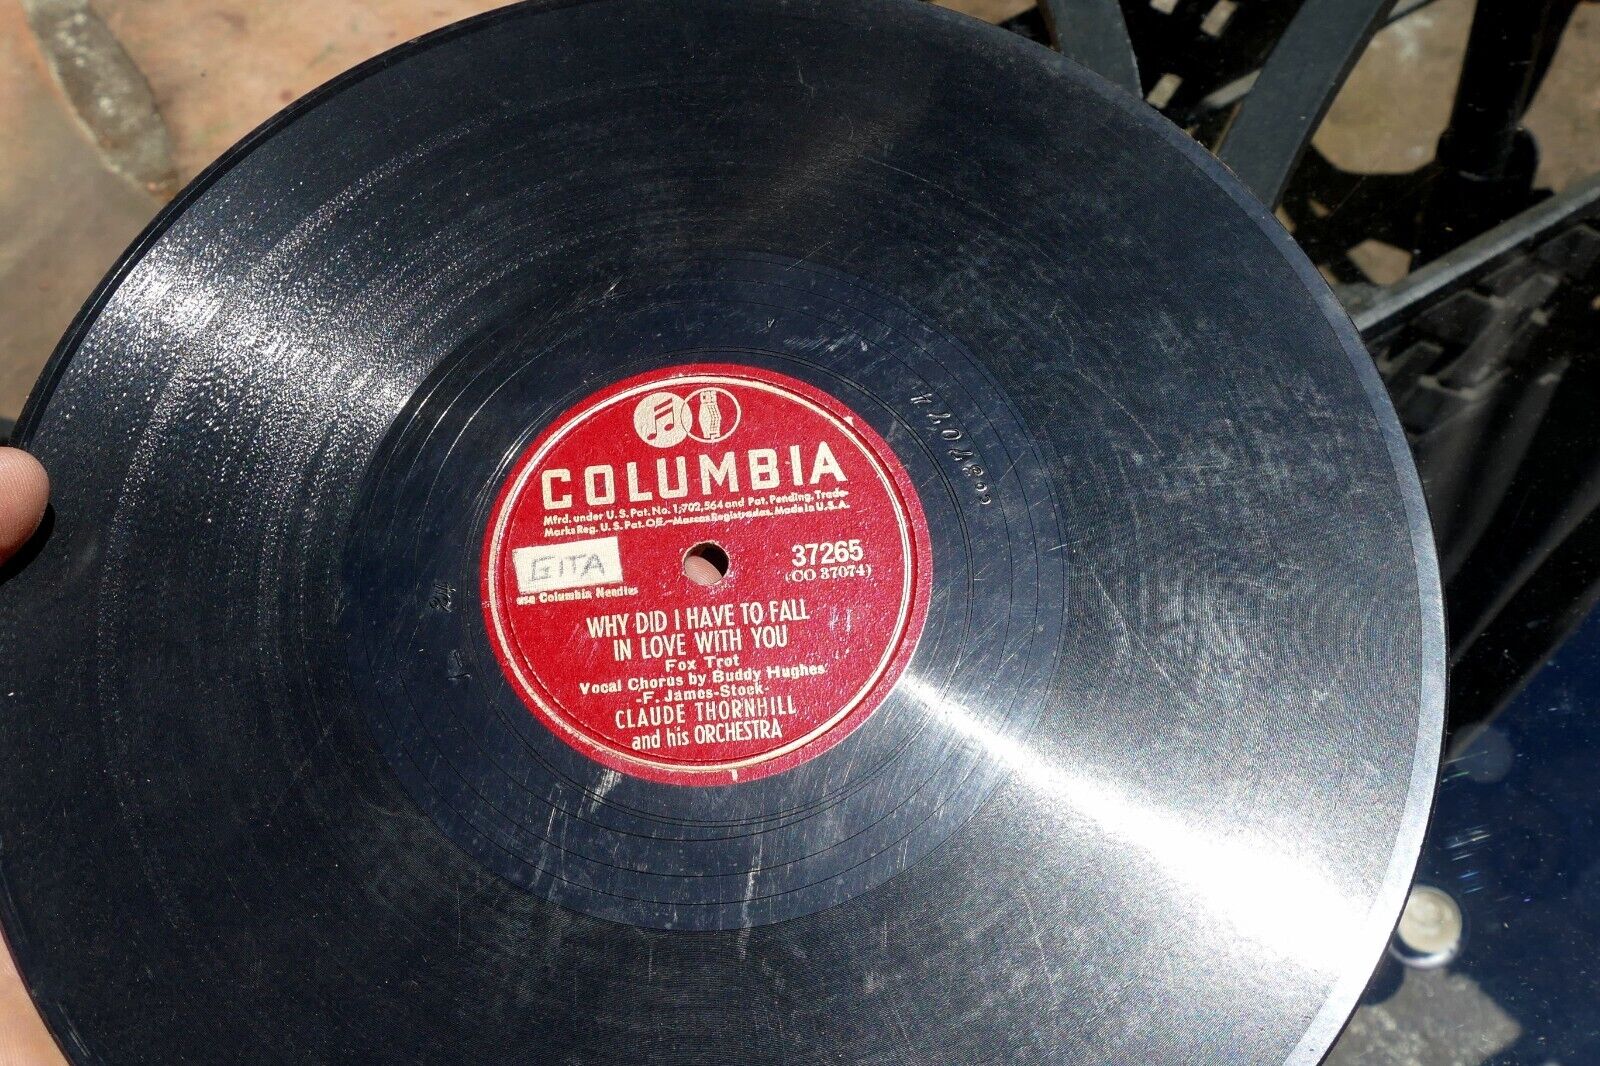 COLUMBIA
Mfrd. under U.S. Pat. No. 1,702,564 and Pat. Pending. Trade-
Marks Reg. U.S. Pat. Off.—Marcas Registradas. Made in U.S.A.
GITA
37265
(CO 37074)
use Columbia Needles
WHY DID I HAVE TO FALL
IN LOVE WITH YOU
Fox Trot
Vocal Chorus by Buddy Hughes
-F. James-Stock-
CLAUDE THORNHILL
and his ORCHESTRA